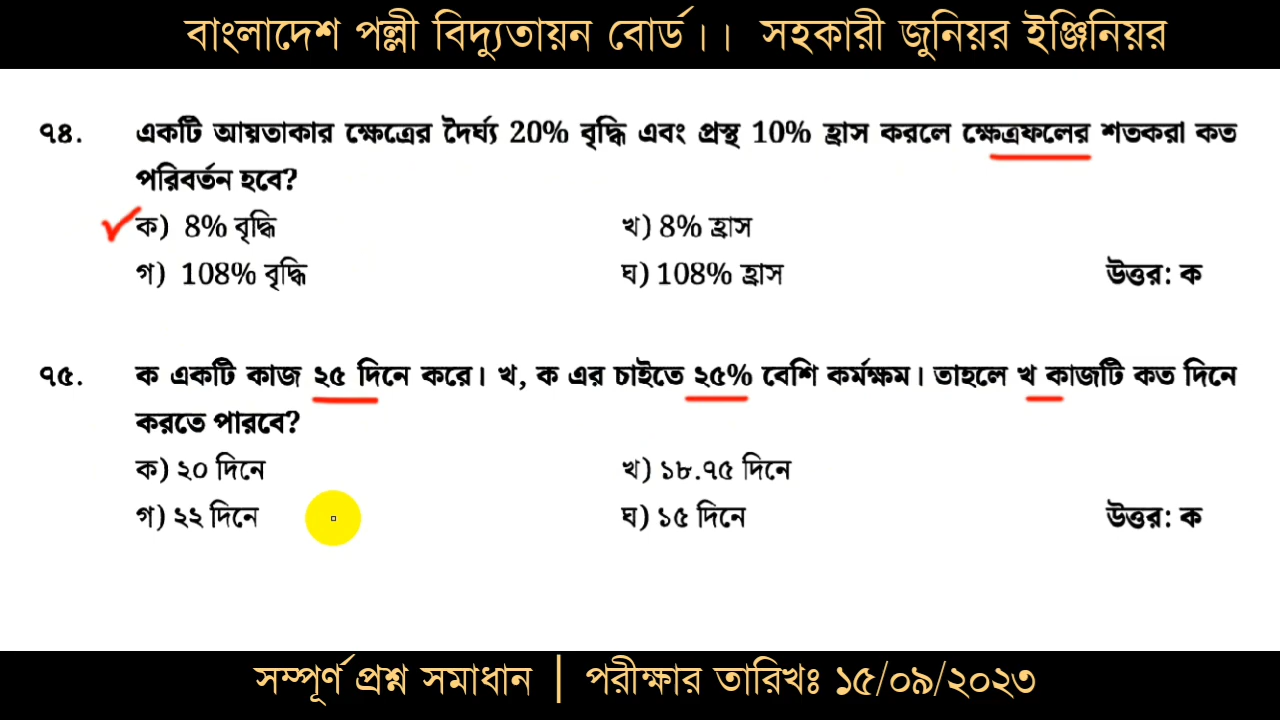 বাংলাদেশ পল্লী বিদ্যুতায়ন বোর্ড।। সহকারী জুনিয়র ইঞ্জিনিয়র
৭৪. একটি আয়তাকার ক্ষেত্রের দৈর্ঘ্য 20% বৃদ্ধি এবং প্রস্থ 10% হ্রাস করলে ক্ষেত্রফলের শতকরা কত
পরিবর্তন হবে?
ক) 8% বৃদ্ধি খ) 8% হ্রাস
গ) 108% বৃদ্ধি ঘ) 108% হ্রাস উত্তর: ক
৭৫. ক একটি কাজ ২৫ দিনে করে। খ, ক এর চাইতে ২৫% বেশি কর্মক্ষম। তাহলে খ কাজটি কত দিনে
করতে পারবে?
ক) ২০ দিনে খ) ১৮.৭৫ দিনে
গ) ২২ দিনে ঘ) ১৫ দিনে উত্তর: ক
সম্পূর্ণ প্রশ্ন সমাধান | পরীক্ষার তারিখঃ ১৫/০৯/২০২৩